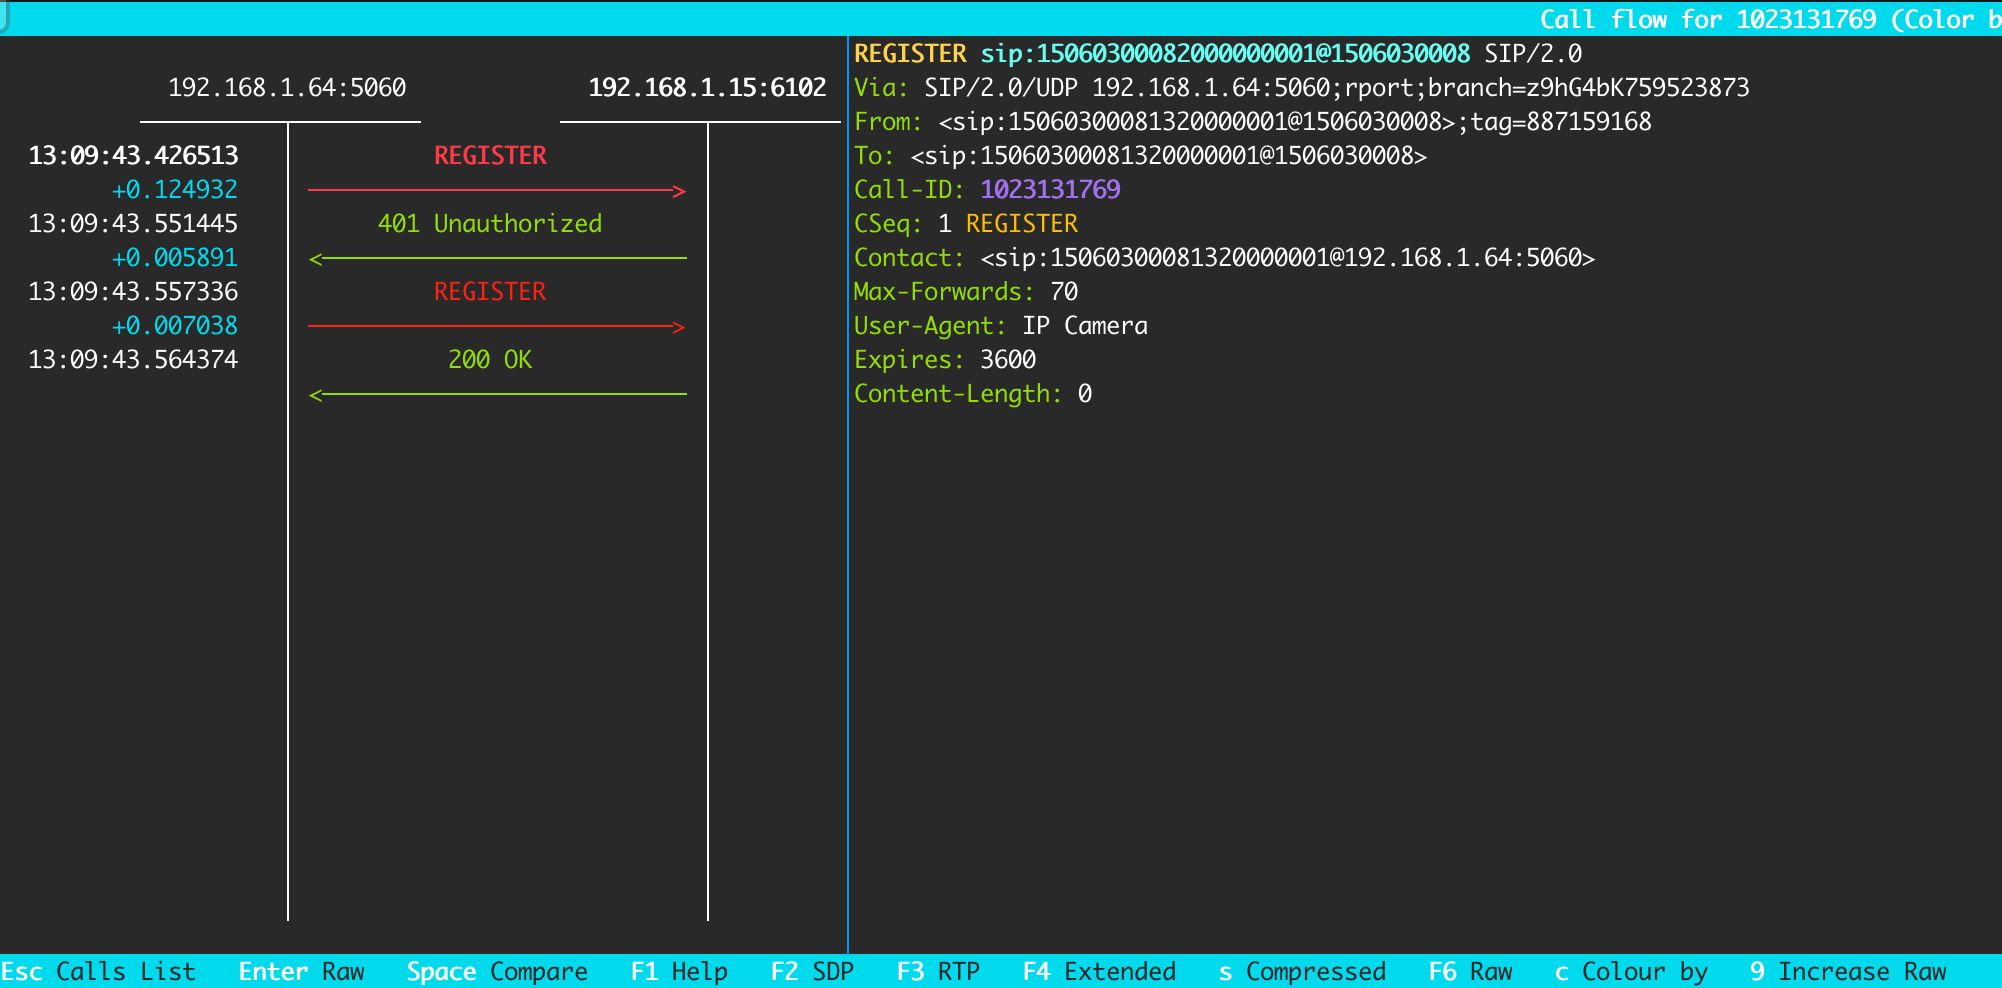 Call flow for 1023131769 (Color b
192.168.1.64:5060 192.168.1.15:6102
13:09:43.426513 REGISTER
+0.124932
13:09:43.551445 401 Unauthorized
+0.005891
13:09:43.557336 REGISTER
+0.007038
13:09:43.564374 200 OK
REGISTER sip:15060300082000000001@1506030008 SIP/2.0
Via: SIP/2.0/UDP 192.168.1.64:5060;rport;branch=z9hG4bK759523873
From: <sip:15060300081320000001@1506030008>;tag=887159168
To: <sip:15060300081320000001@1506030008>
Call-ID: 1023131769
CSeq: 1 REGISTER
Contact: <sip:15060300081320000001@192.168.1.64:5060>
Max-Forwards: 70
User-Agent: IP Camera
Expires: 3600
Content-Length: 0
Esc Calls List Enter Raw Space Compare F1 Help F2 SDP F3 RTP F4 Extended s Compressed F6 Raw c Colour by 9 Increase Raw